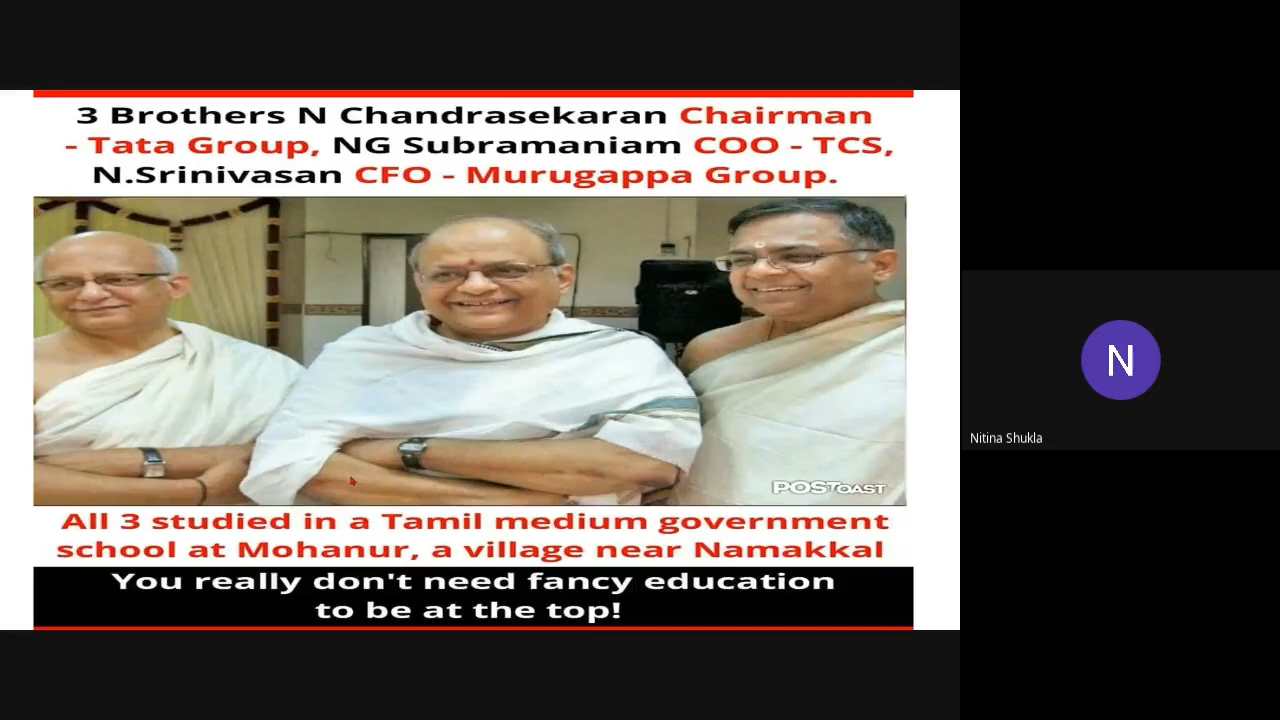 3 Brothers N Chandrasekaran Chairman
- Tata Group, NG Subramaniam COO - TCS,
N.Srinivasan CFO - Murugappa Group.
POSTOAST
All 3 studied in a Tamil medium government
school at Mohanur, a village near Namakkal
You really don't need fancy education
to be at the top!
N
Nitina Shukla